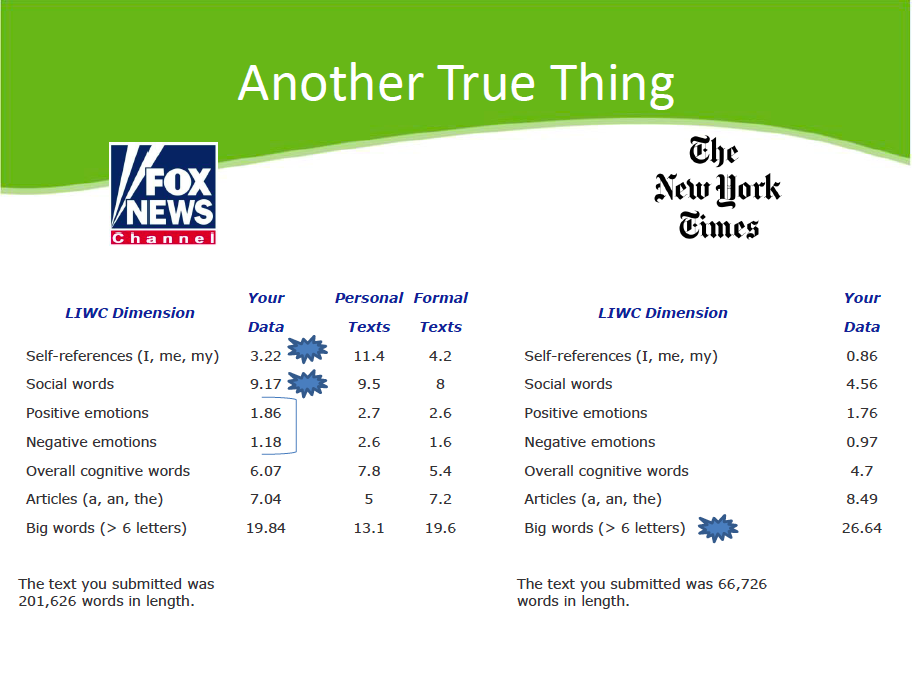 Another True Thing
FOX
NEWS
Channel
The
New York
Times
LIWC Dimension Your Data Personal Texts Formal Texts
Self-references (I, me, my) 3.22 11.4 4.2
Social words 9.17 9.5 8
Positive emotions 1.86 2.7 2.6
Negative emotions 1.18 2.6 1.6
Overall cognitive words 6.07 7.8 5.4
Articles (a, an, the) 7.04 5 7.2
Big words (> 6 letters) 19.84 13.1 19.6
The text you submitted was
201,626 words in length.
LIWC Dimension Your Data
Self-references (I, me, my) 0.86
Social words 4.56
Positive emotions 1.76
Negative emotions 0.97
Overall cognitive words 4.7
Articles (a, an, the) 8.49
Big words (> 6 letters) 26.64
The text you submitted was 66,726
words in length.